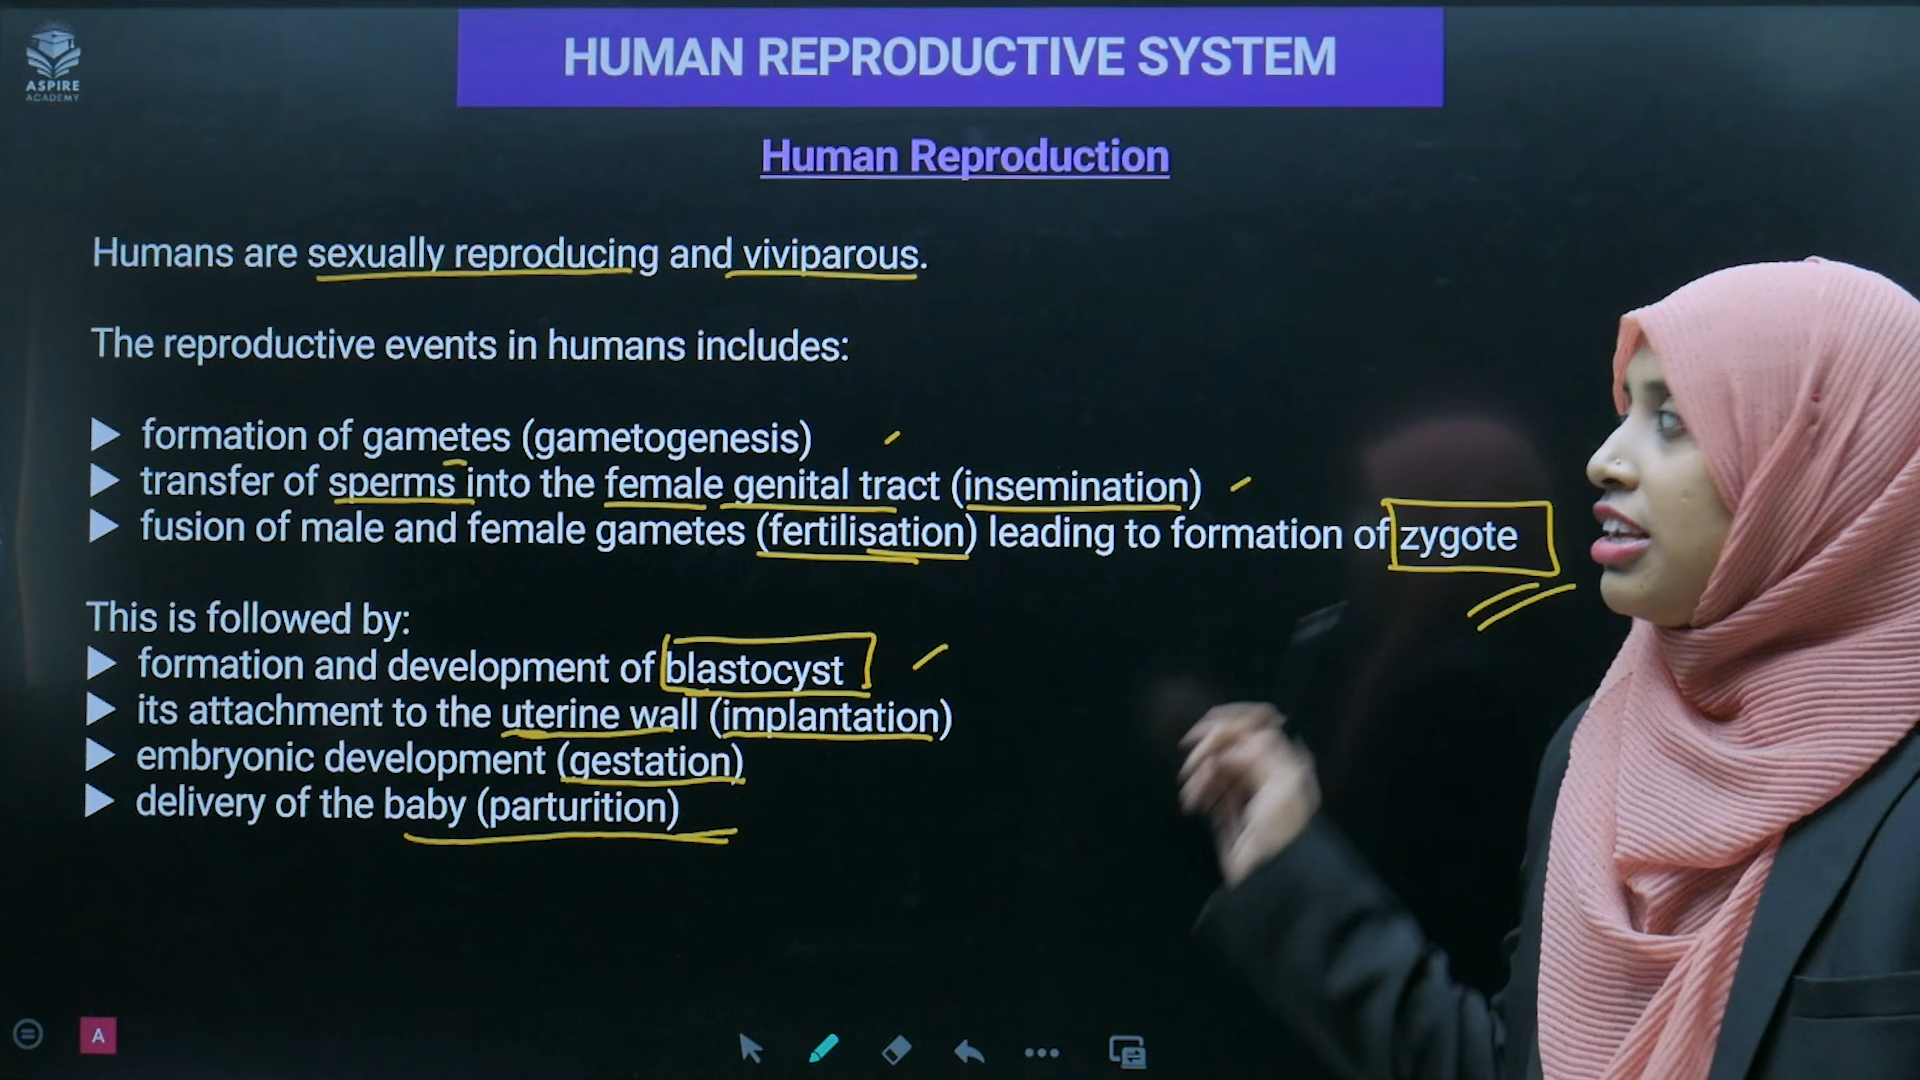 ASPIRE
ACADEMY
HUMAN REPRODUCTIVE SYSTEM
Human Reproduction
Humans are sexually reproducing and viviparous.
The reproductive events in humans includes:
▶ formation of gametes (gametogenesis)
▶ transfer of sperms into the female genital tract (insemination)
▶ fusion of male and female gametes (fertilisation) leading to formation of zygote
This is followed by:
▶ formation and development of blastocyst
▶ its attachment to the uterine wall (implantation)
▶ embryonic development (gestation)
▶ delivery of the baby (parturition)
A